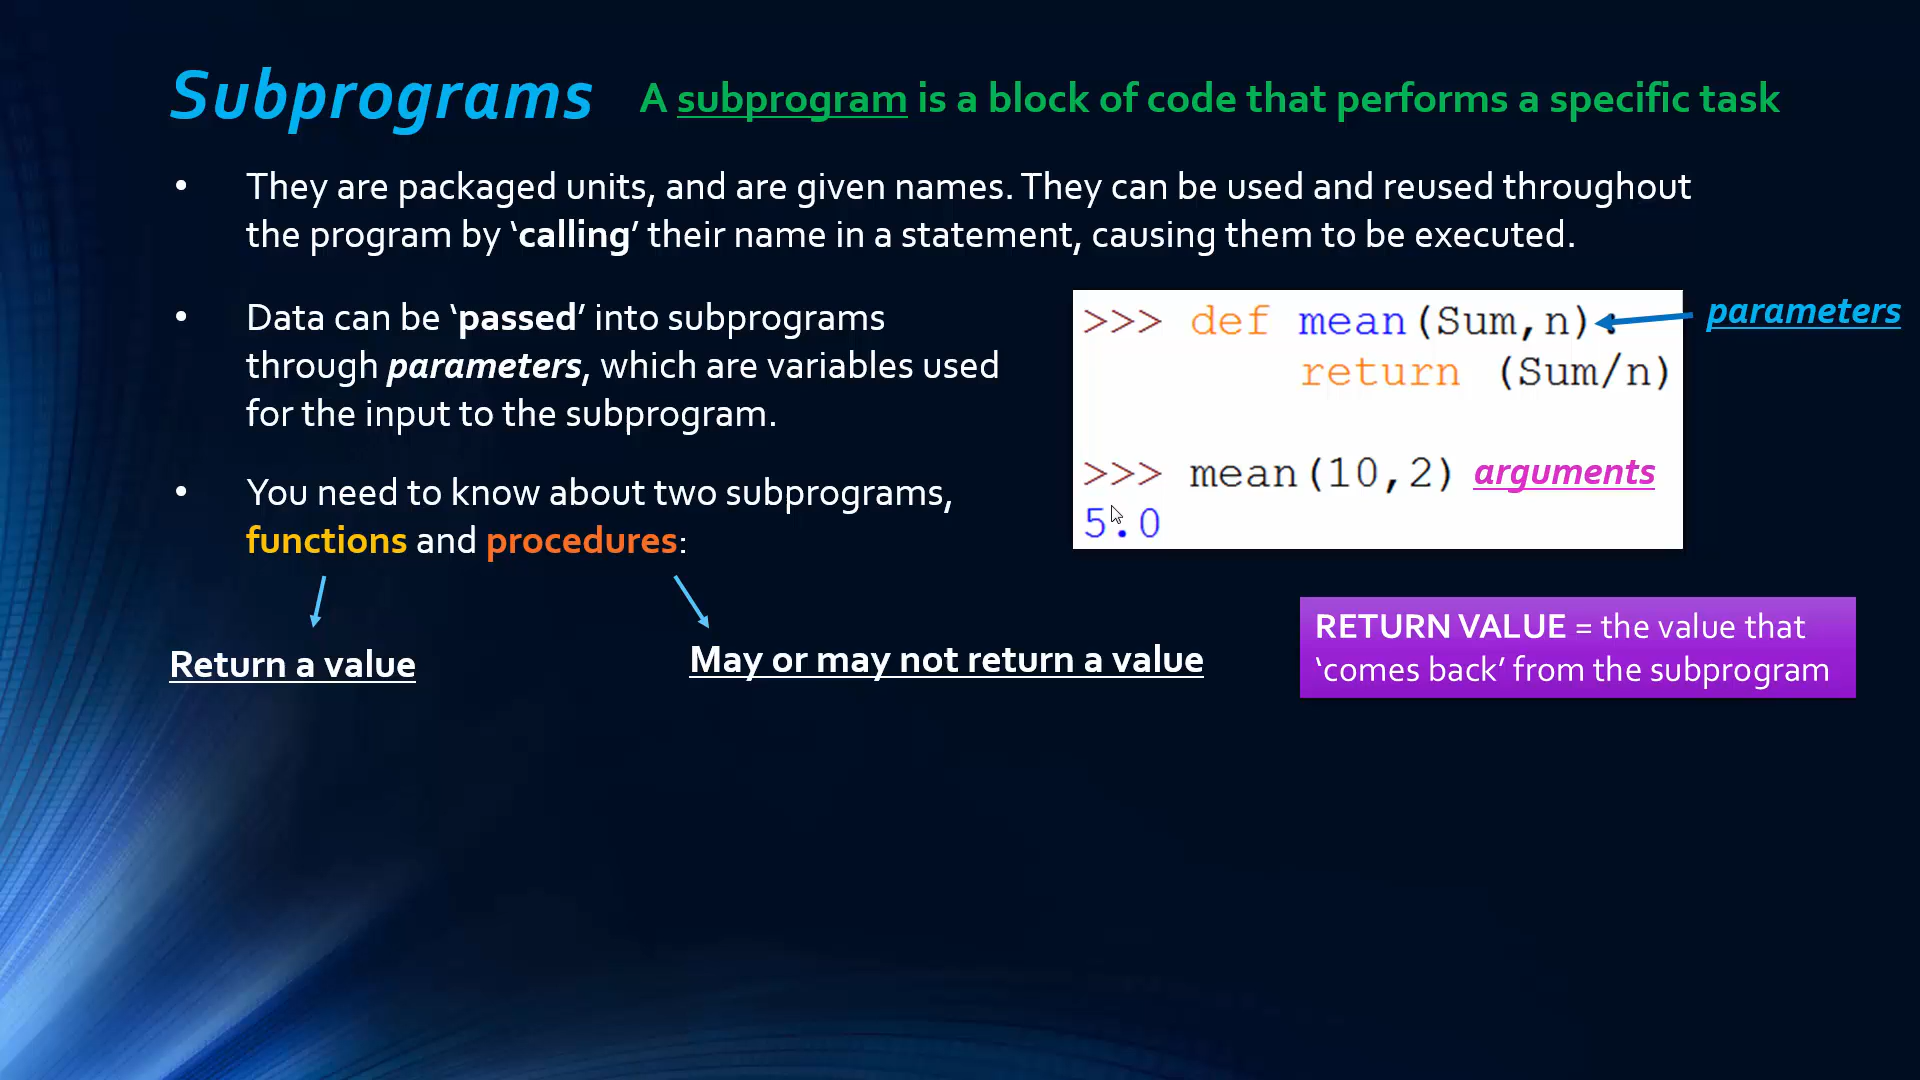 Subprograms A subprogram is a block of code that performs a specific task
• They are packaged units, and are given names. They can be used and reused throughout
the program by ‘calling’ their name in a statement, causing them to be executed.
• Data can be ‘passed’ into subprograms
through parameters, which are variables used
for the input to the subprogram.
• You need to know about two subprograms,
functions and procedures:
Return a value
May or may not return a value
>>> def mean(Sum,n):
return (Sum/n)
>>> mean(10,2) arguments
5.0
parameters
RETURN VALUE = the value that
‘comes back’ from the subprogram